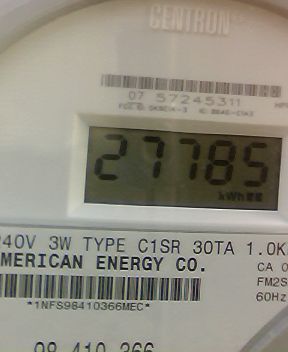 CENTRON
07 57245311
27785
kWh
240V 3W TYPE C1SR 30TA 1.0K
AMERICAN ENERGY CO.
CA 0
FM2S
60Hz
*1NFS98410366MEC*
98 410 366